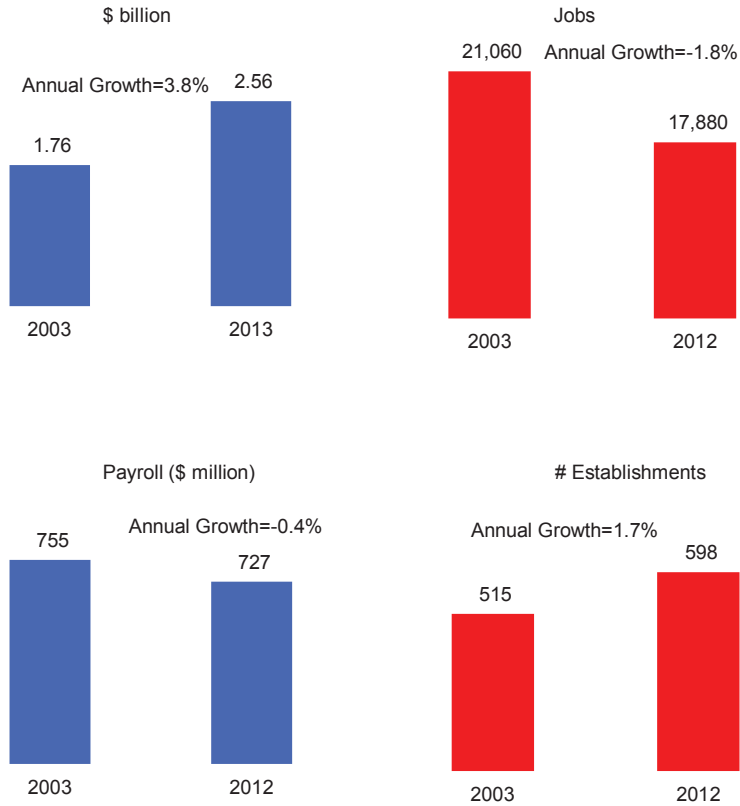 $ billion
Annual Growth=3.8%
2.56
1.76
2003
2013
Jobs
21,060
Annual Growth=-1.8%
17,880
2003
2012
Payroll ($ million)
755
Annual Growth=-0.4%
727
2003
2012
# Establishments
Annual Growth=1.7%
598
515
2003
2012